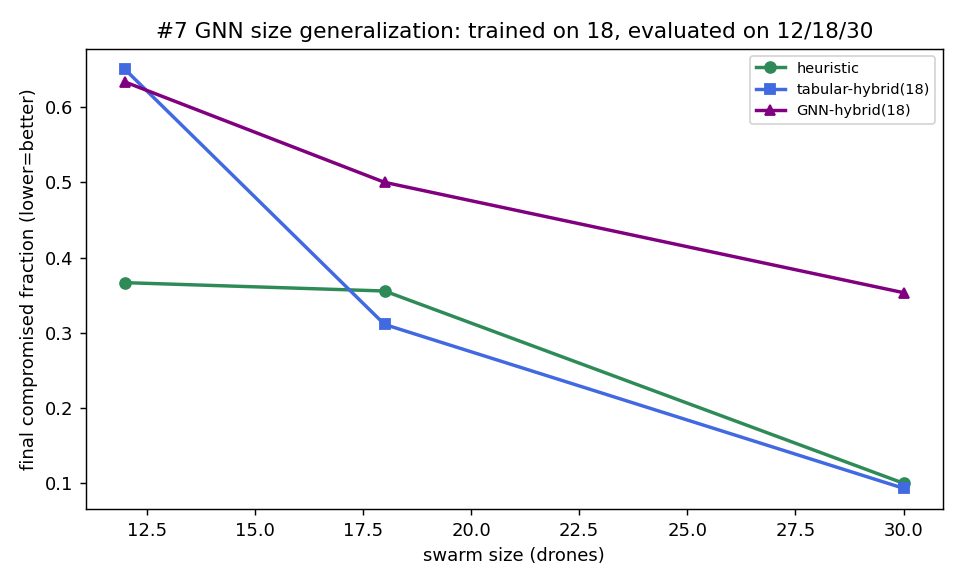 #7 GNN size generalization: trained on 18, evaluated on 12/18/30
heuristic
tabular-hybrid(18)
GNN-hybrid(18)
final compromised fraction (lower=better)
0.6
0.5
0.4
0.3
0.2
0.1
12.5 15.0 17.5 20.0 22.5 25.0 27.5 30.0
swarm size (drones)